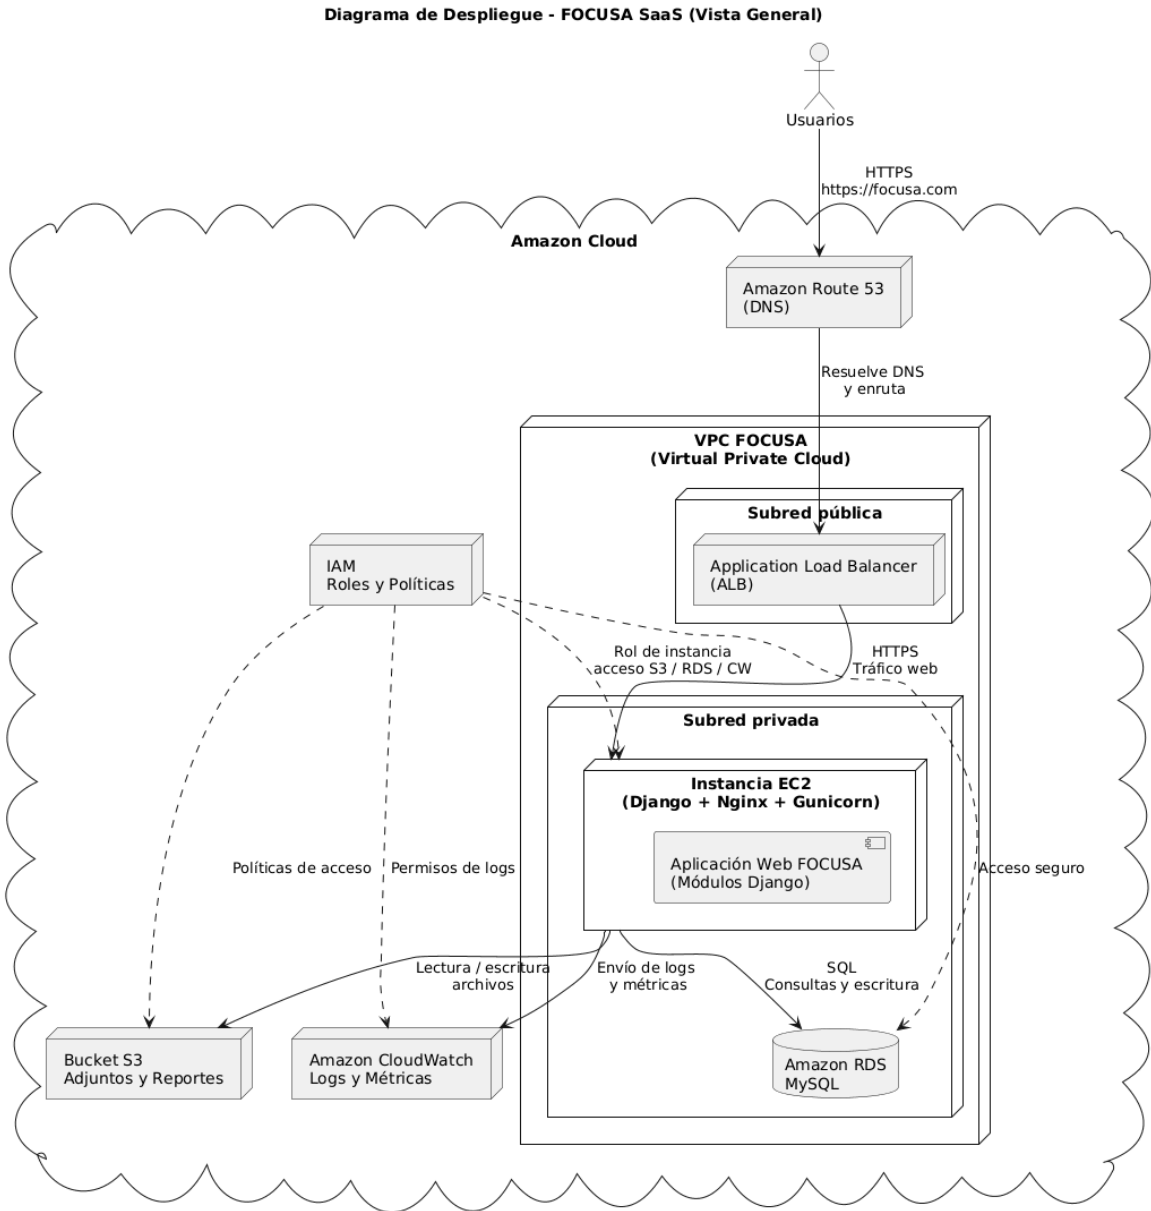 Diagrama de Despliegue - FOCUSA SaaS (Vista General)
Usuarios
HTTPS
https://focusa.com
Amazon Cloud
Amazon Route 53
(DNS)
Resuelve DNS
y enruta
VPC FOCUSA
(Virtual Private Cloud)
Subred pública
Application Load Balancer
(ALB)
IAM
Roles y Políticas
Rol de instancia
acceso S3 / RDS / CW
HTTPS
Tráfico web
Subred privada
Instancia EC2
(Django + Nginx + Gunicorn)
Aplicación Web FOCUSA
(Módulos Django)
Políticas de acceso
Permisos de logs
Acceso seguro
Lectura / escritura
archivos
Envío de logs
y métricas
SQL
Consultas y escritura
Bucket S3
Adjuntos y Reportes
Amazon CloudWatch
Logs y Métricas
Amazon RDS
MySQL